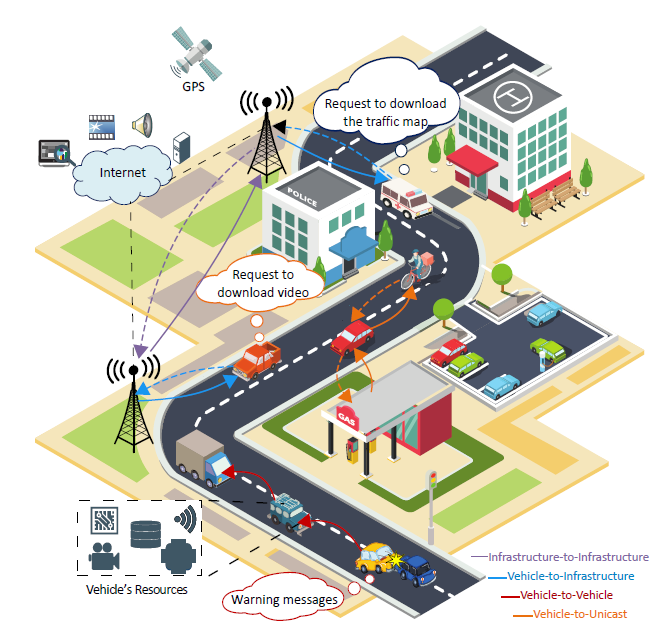 GPS
Request to download
the traffic map
Internet
POLICE
H
Request to
download video
GAS
Vehicle's Resources
Warning messages
Infrastructure-to-Infrastructure
Vehicle-to-Infrastructure
Vehicle-to-Vehicle
Vehicle-to-Unicast